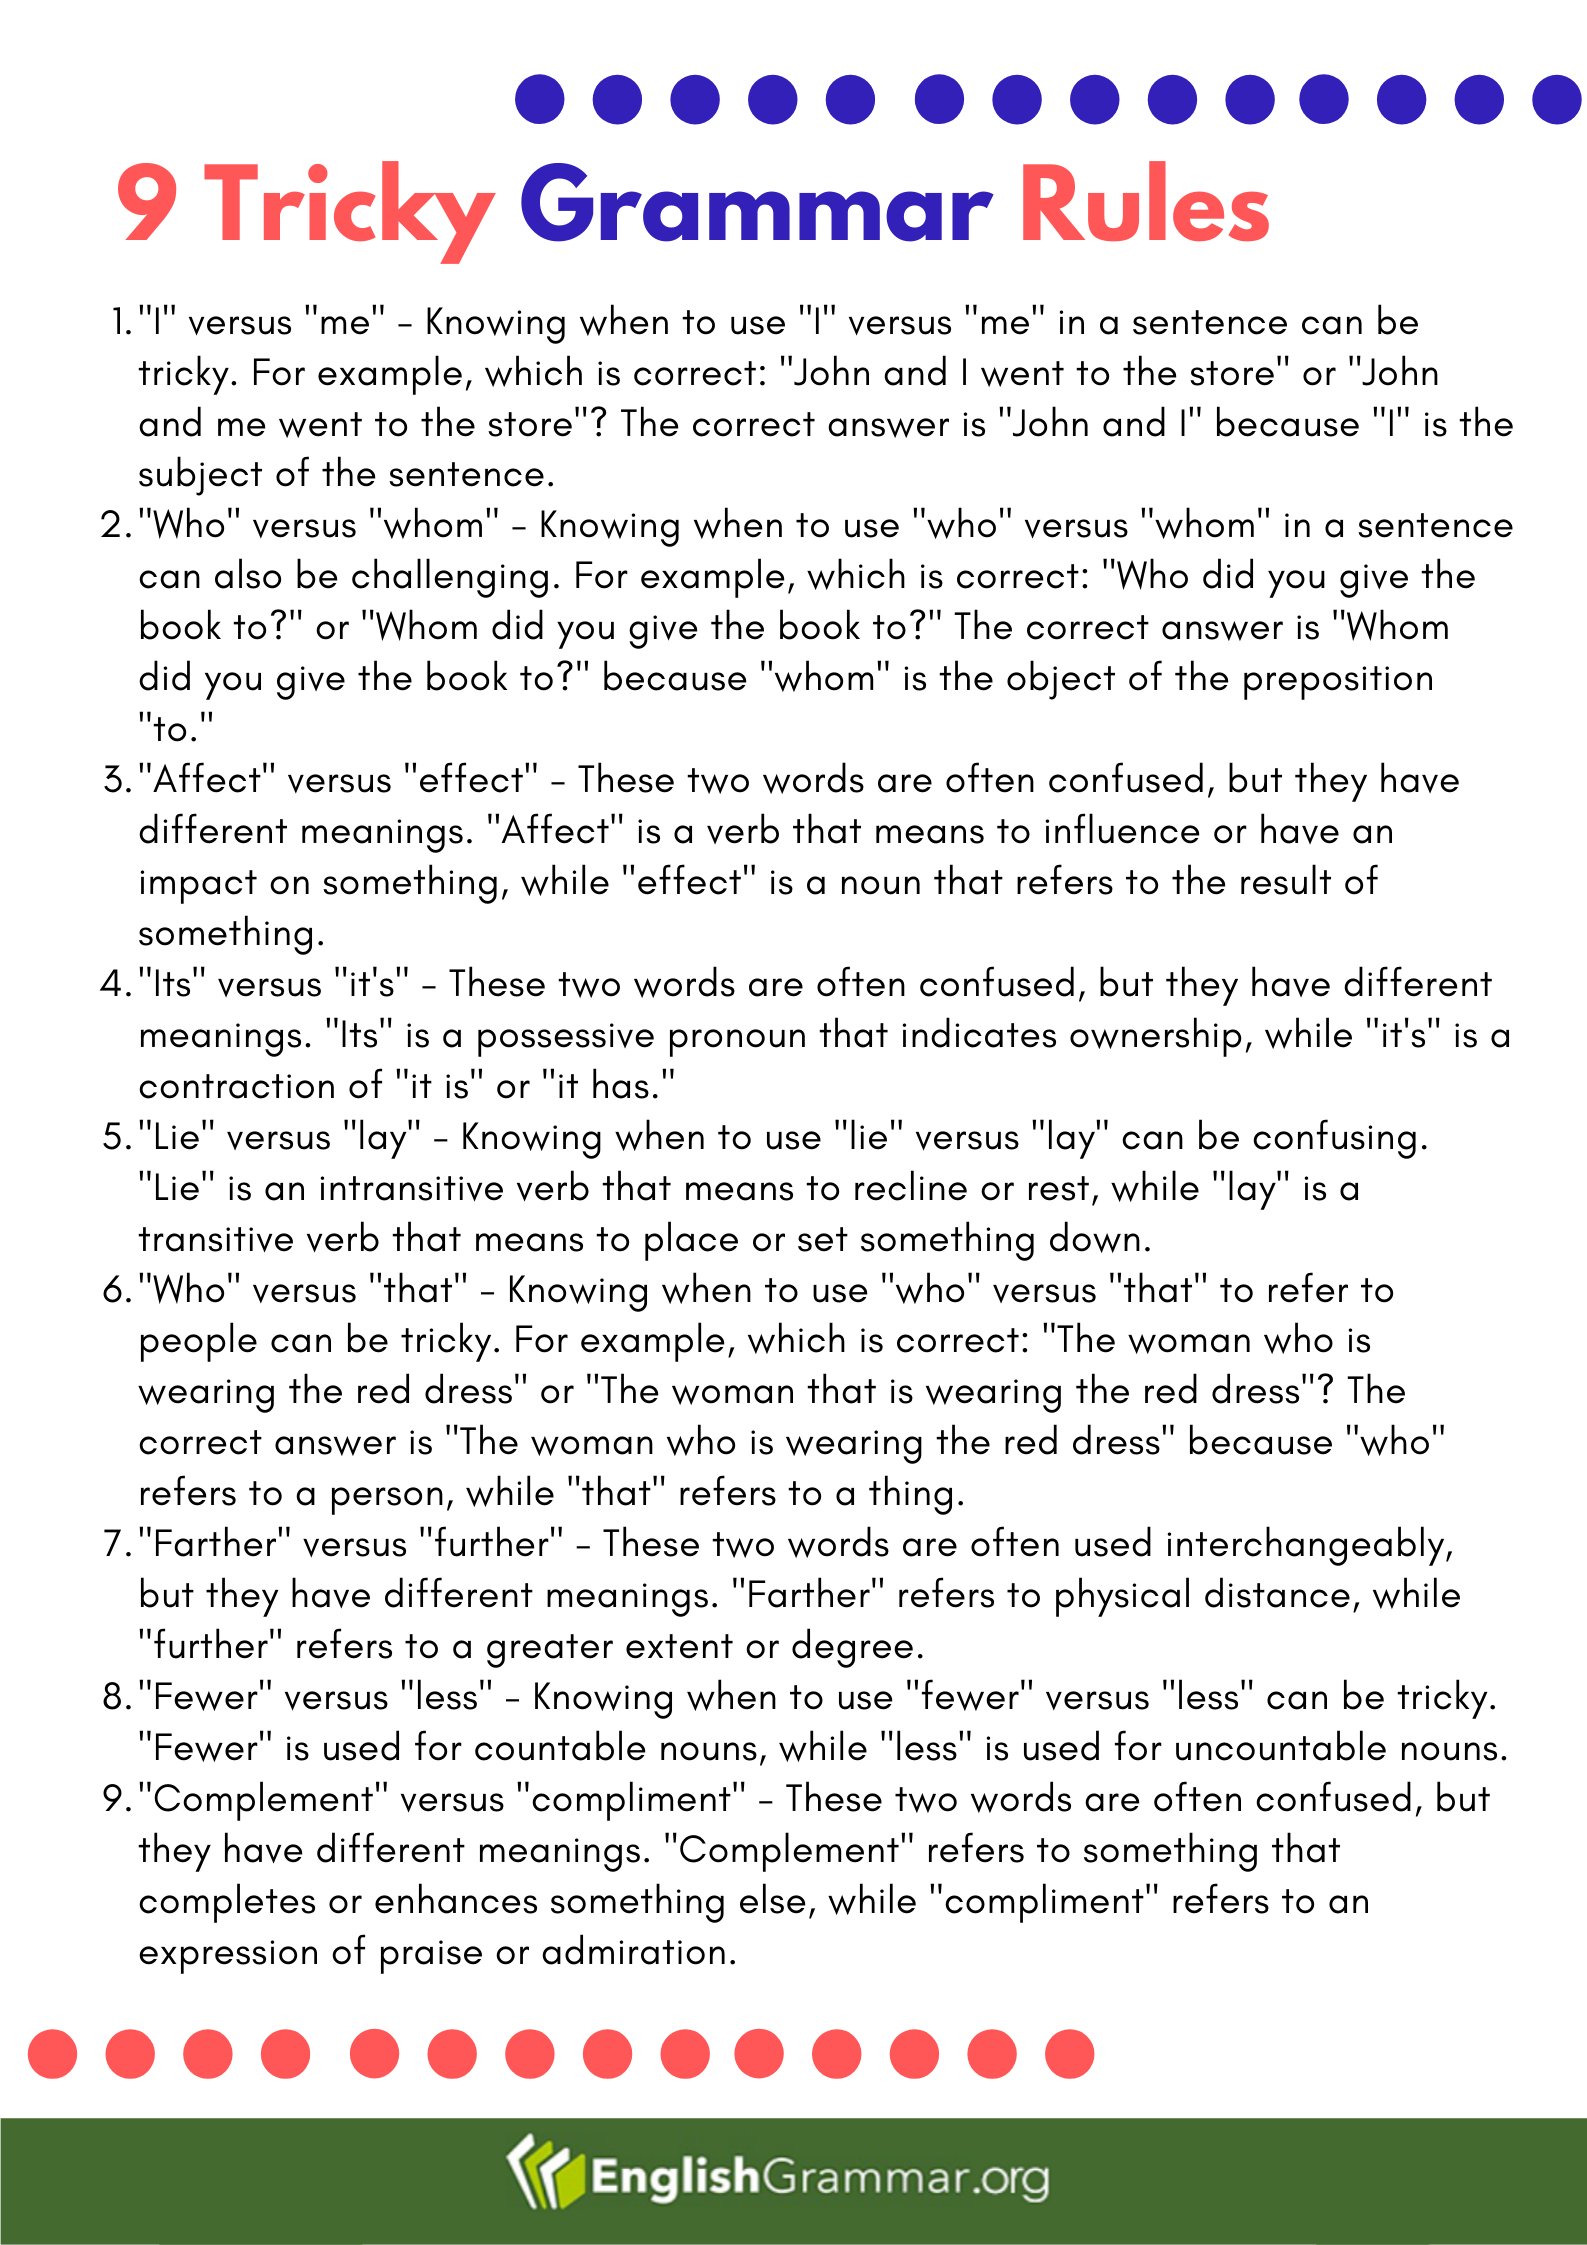 9 Tricky Grammar Rules
1. "I" versus "me" - Knowing when to use "I" versus "me" in a sentence can be
tricky. For example, which is correct: "John and I went to the store" or "John
and me went to the store"? The correct answer is "John and I" because "I" is the
subject of the sentence.
2. "Who" versus "whom" - Knowing when to use "who" versus "whom" in a sentence
can also be challenging. For example, which is correct: "Who did you give the
book to?" or "Whom did you give the book to?" The correct answer is "Whom
did you give the book to?" because "whom" is the object of the preposition
"to."
3. "Affect" versus "effect" - These two words are often confused, but they have
different meanings. "Affect" is a verb that means to influence or have an
impact on something, while "effect" is a noun that refers to the result of
something.
4. "Its" versus "it's" - These two words are often confused, but they have different
meanings. "Its" is a possessive pronoun that indicates ownership, while "it's" is a
contraction of "it is" or "it has."
5. "Lie" versus "lay" - Knowing when to use "lie" versus "lay" can be confusing.
"Lie" is an intransitive verb that means to recline or rest, while "lay" is a
transitive verb that means to place or set something down.
6. "Who" versus "that" - Knowing when to use "who" versus "that" to refer to
people can be tricky. For example, which is correct: "The woman who is
wearing the red dress" or "The woman that is wearing the red dress"? The
correct answer is "The woman who is wearing the red dress" because "who"
refers to a person, while "that" refers to a thing.
7. "Farther" versus "further" - These two words are often used interchangeably,
but they have different meanings. "Farther" refers to physical distance, while
"further" refers to a greater extent or degree.
8. "Fewer" versus "less" - Knowing when to use "fewer" versus "less" can be tricky.
"Fewer" is used for countable nouns, while "less" is used for uncountable nouns.
9. "Complement" versus "compliment" - These two words are often confused, but
they have different meanings. "Complement" refers to something that
completes or enhances something else, while "compliment" refers to an
expression of praise or admiration.
EnglishGrammar.org